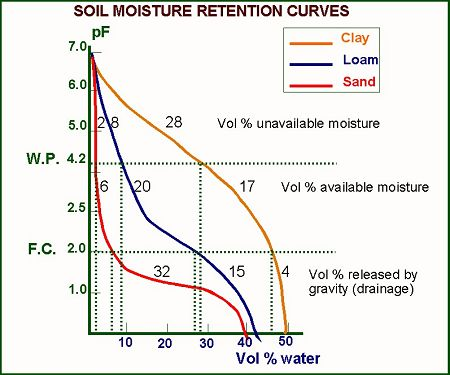 SOIL MOISTURE RETENTION CURVES
pF
Clay
Loam
Sand
7.0
6.0
5.0
2 8 28 Vol % unavailable moisture
W.P. 4.2
6 20 17 Vol % available moisture
2.5
F.C. 2.0
32 15 4 Vol % released by
gravity (drainage)
1.0
10 20 30 40 50
Vol % water